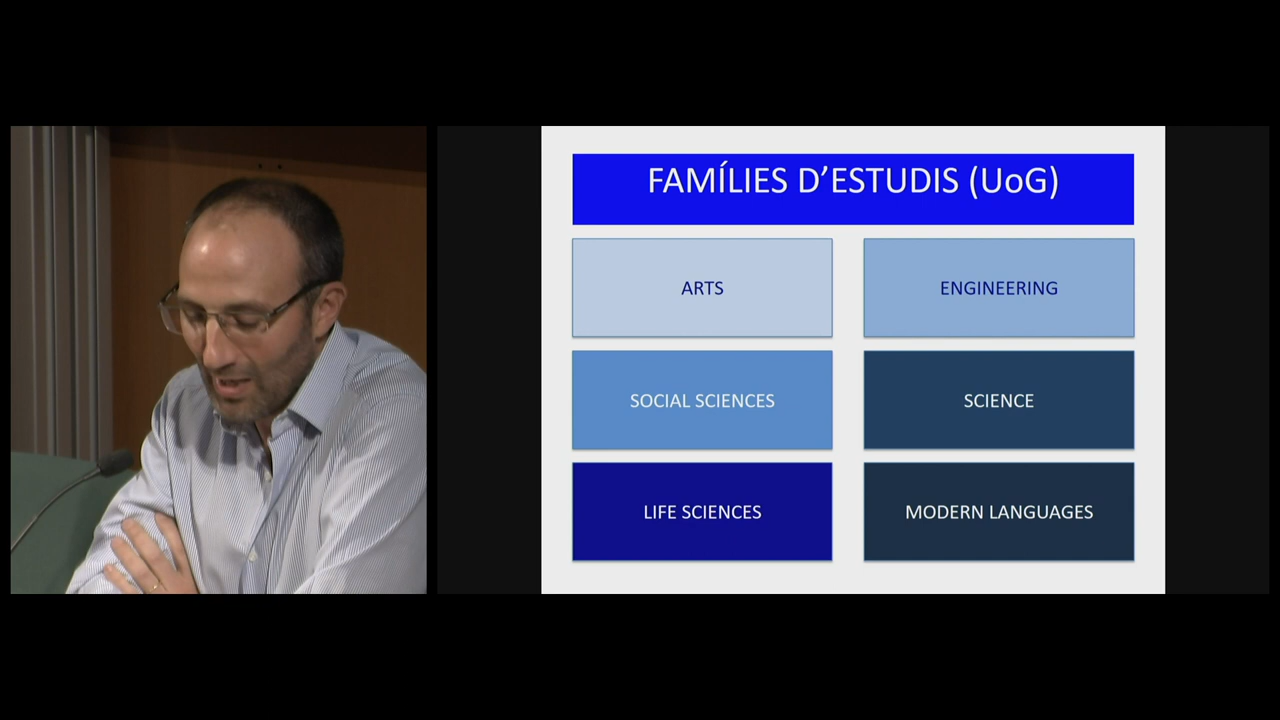 FAMÍLIES D’ESTUDIS (UoG)
ARTS
ENGINEERING
SOCIAL SCIENCES
SCIENCE
LIFE SCIENCES
MODERN LANGUAGES